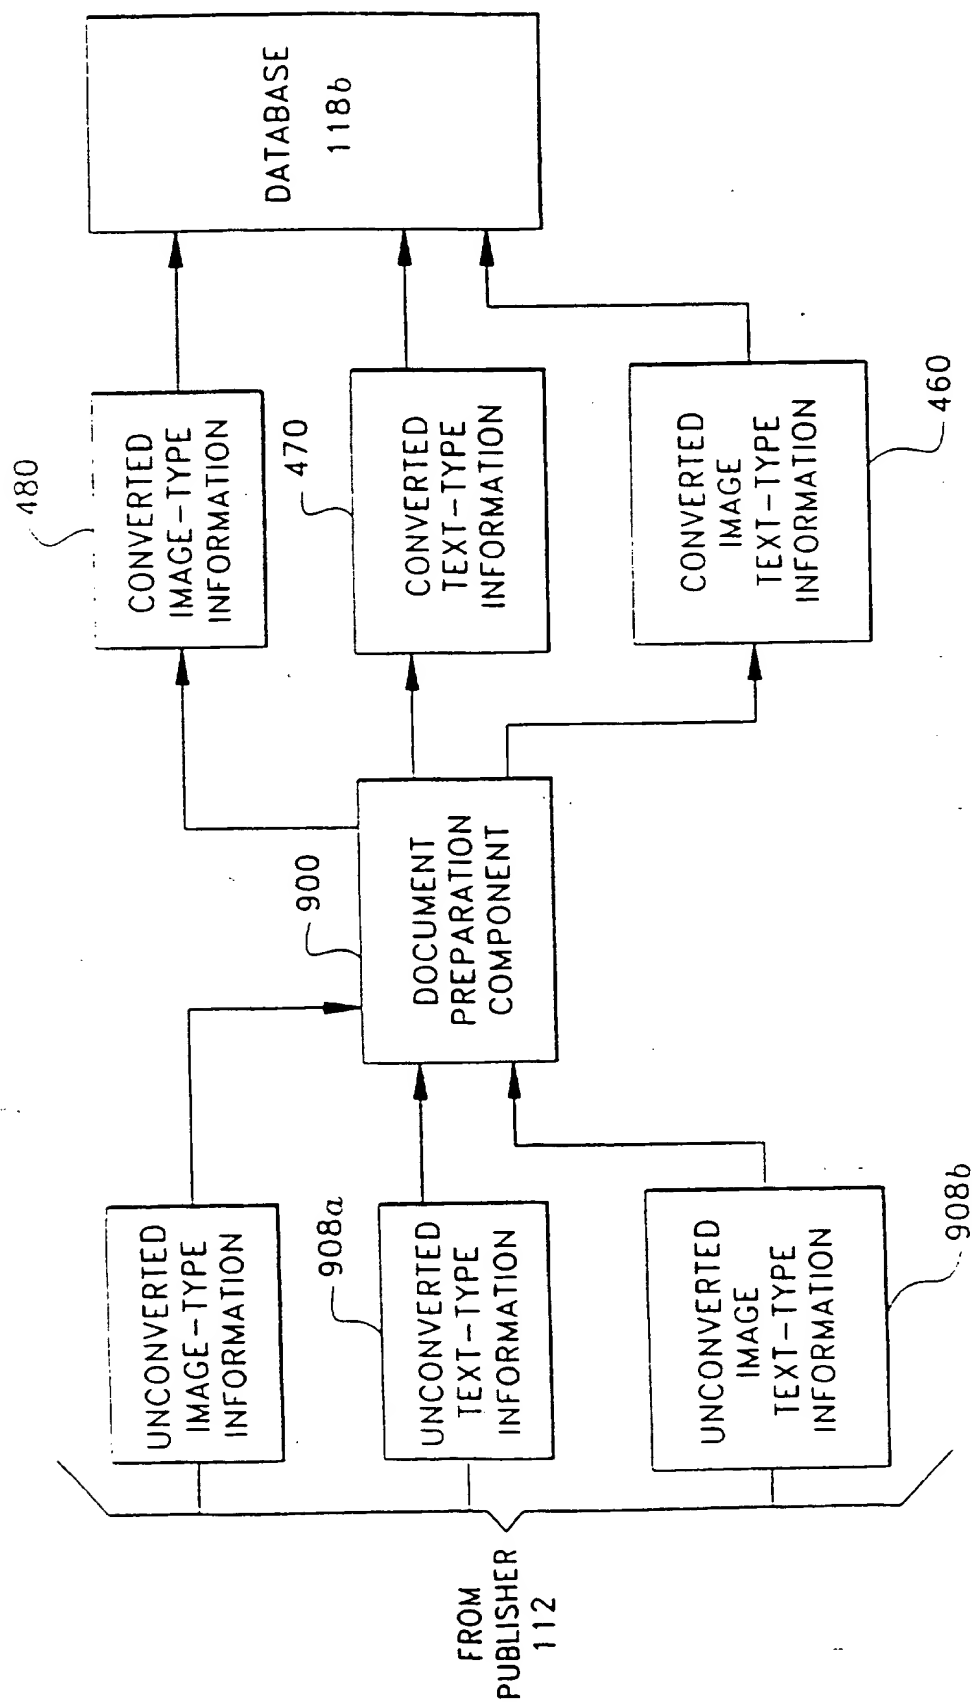 FROM
PUBLISHER
112
UNCONVERTED
IMAGE-TYPE
INFORMATION
908a
UNCONVERTED
TEXT-TYPE
INFORMATION
UNCONVERTED
IMAGE
TEXT-TYPE
INFORMATION
908b
900
DOCUMENT
PREPARATION
COMPONENT
480
CONVERTED
IMAGE-TYPE
INFORMATION
470
CONVERTED
TEXT-TYPE
INFORMATION
CONVERTED
IMAGE
TEXT-TYPE
INFORMATION
460
DATABASE
118b